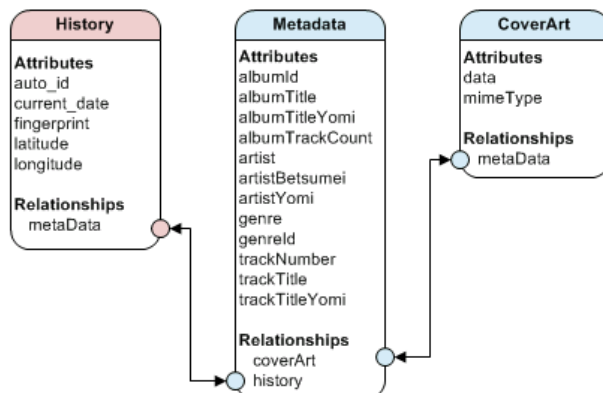 History
Attributes
auto_id
current_date
fingerprint
latitude
longitude
Relationships
metaData
Metadata
Attributes
albumId
albumTitle
albumTitleYomi
albumTrackCount
artist
artistBetsumei
artistYomi
genre
genreId
trackNumber
trackTitle
trackTitleYomi
Relationships
coverArt
history
CoverArt
Attributes
data
mimeType
Relationships
metaData